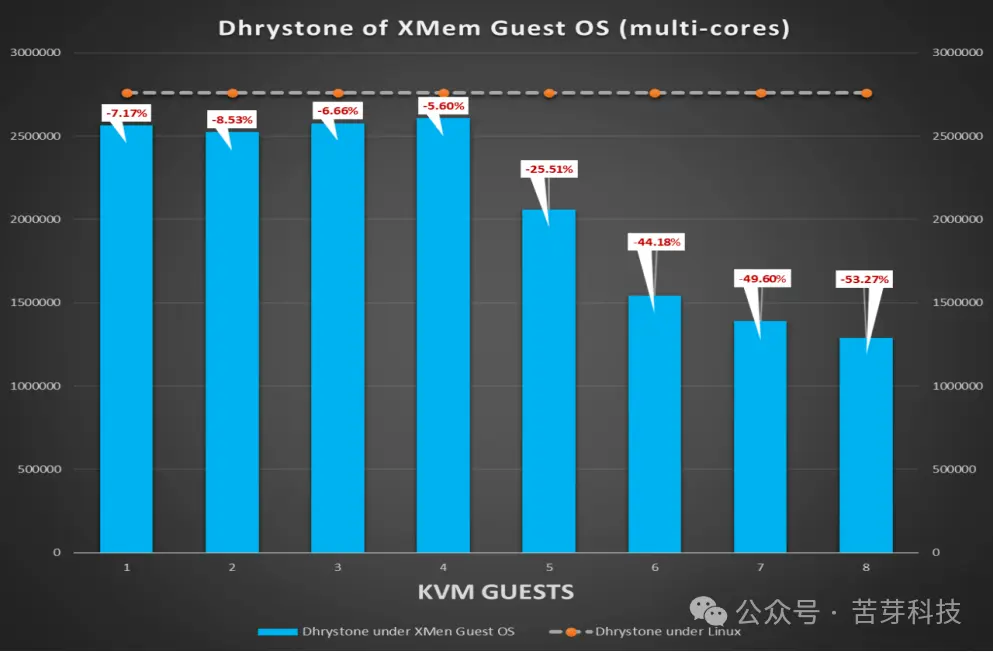 Dhrystone of XMem Guest OS (multi-cores)
3000000 3000000
-7.17% -8.53% -6.66% -5.60%
2500000 2500000
-25.51%
2000000 2000000
-44.18%
-49.60% -53.27%
1500000 1500000
1000000 1000000
500000 500000
0 0
1 2 3 4 5 6 7 8
KVM GUESTS
公众号 · 苦芽科技
Dhrystone under XMen Guest OS Dhrystone under Linux